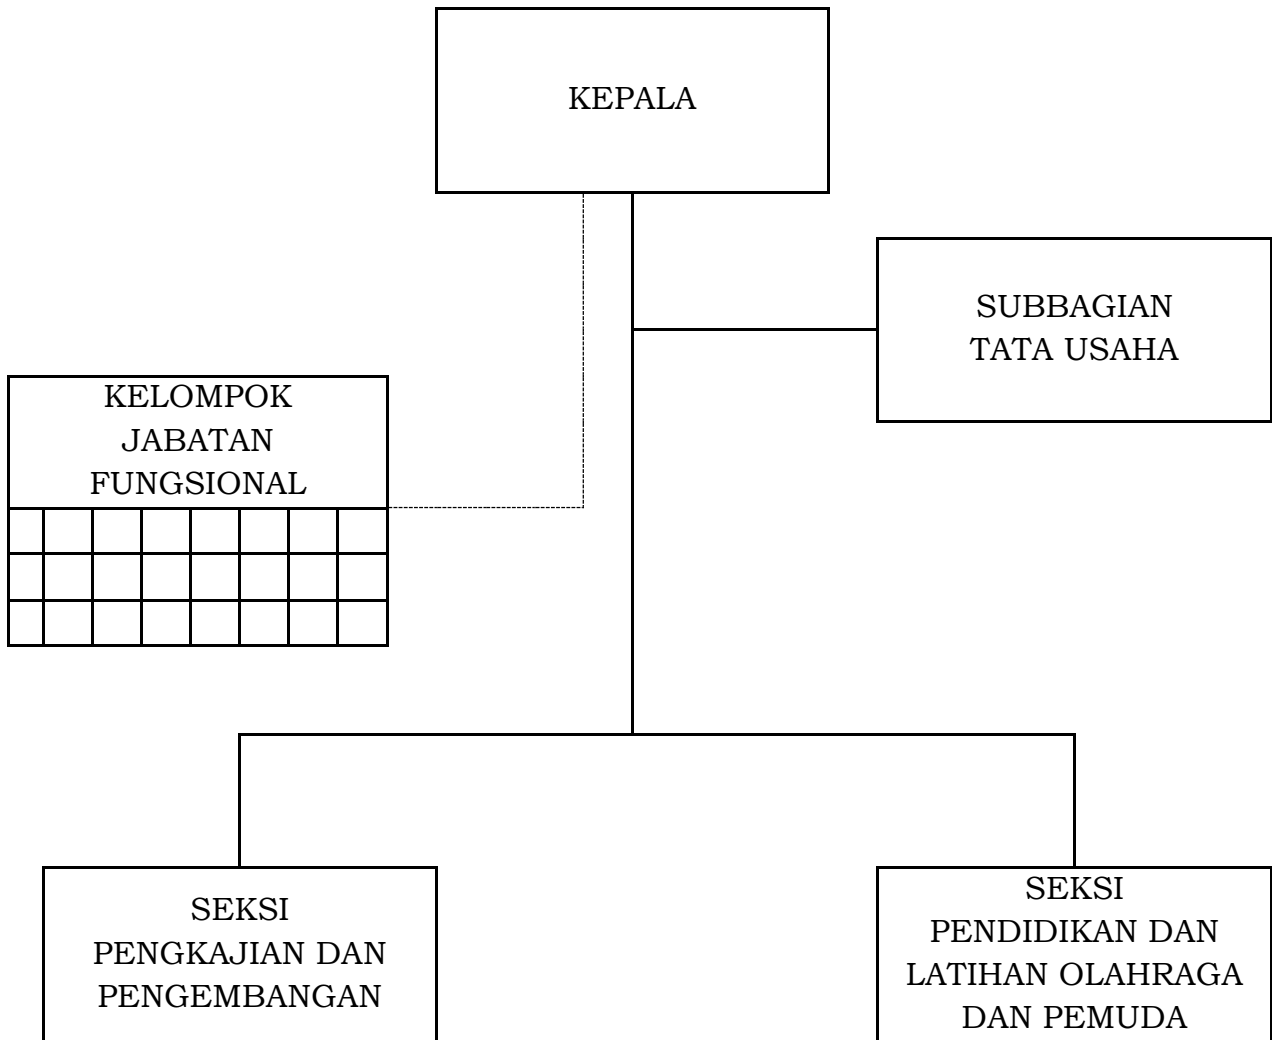 KEPALA
SUBBAGIAN
TATA USAHA
KELOMPOK
JABATAN
FUNGSIONAL
SEKSI
PENGKAJIAN DAN
PENGEMBANGAN
SEKSI
PENDIDIKAN DAN
LATIHAN OLAHRAGA
DAN PEMUDA